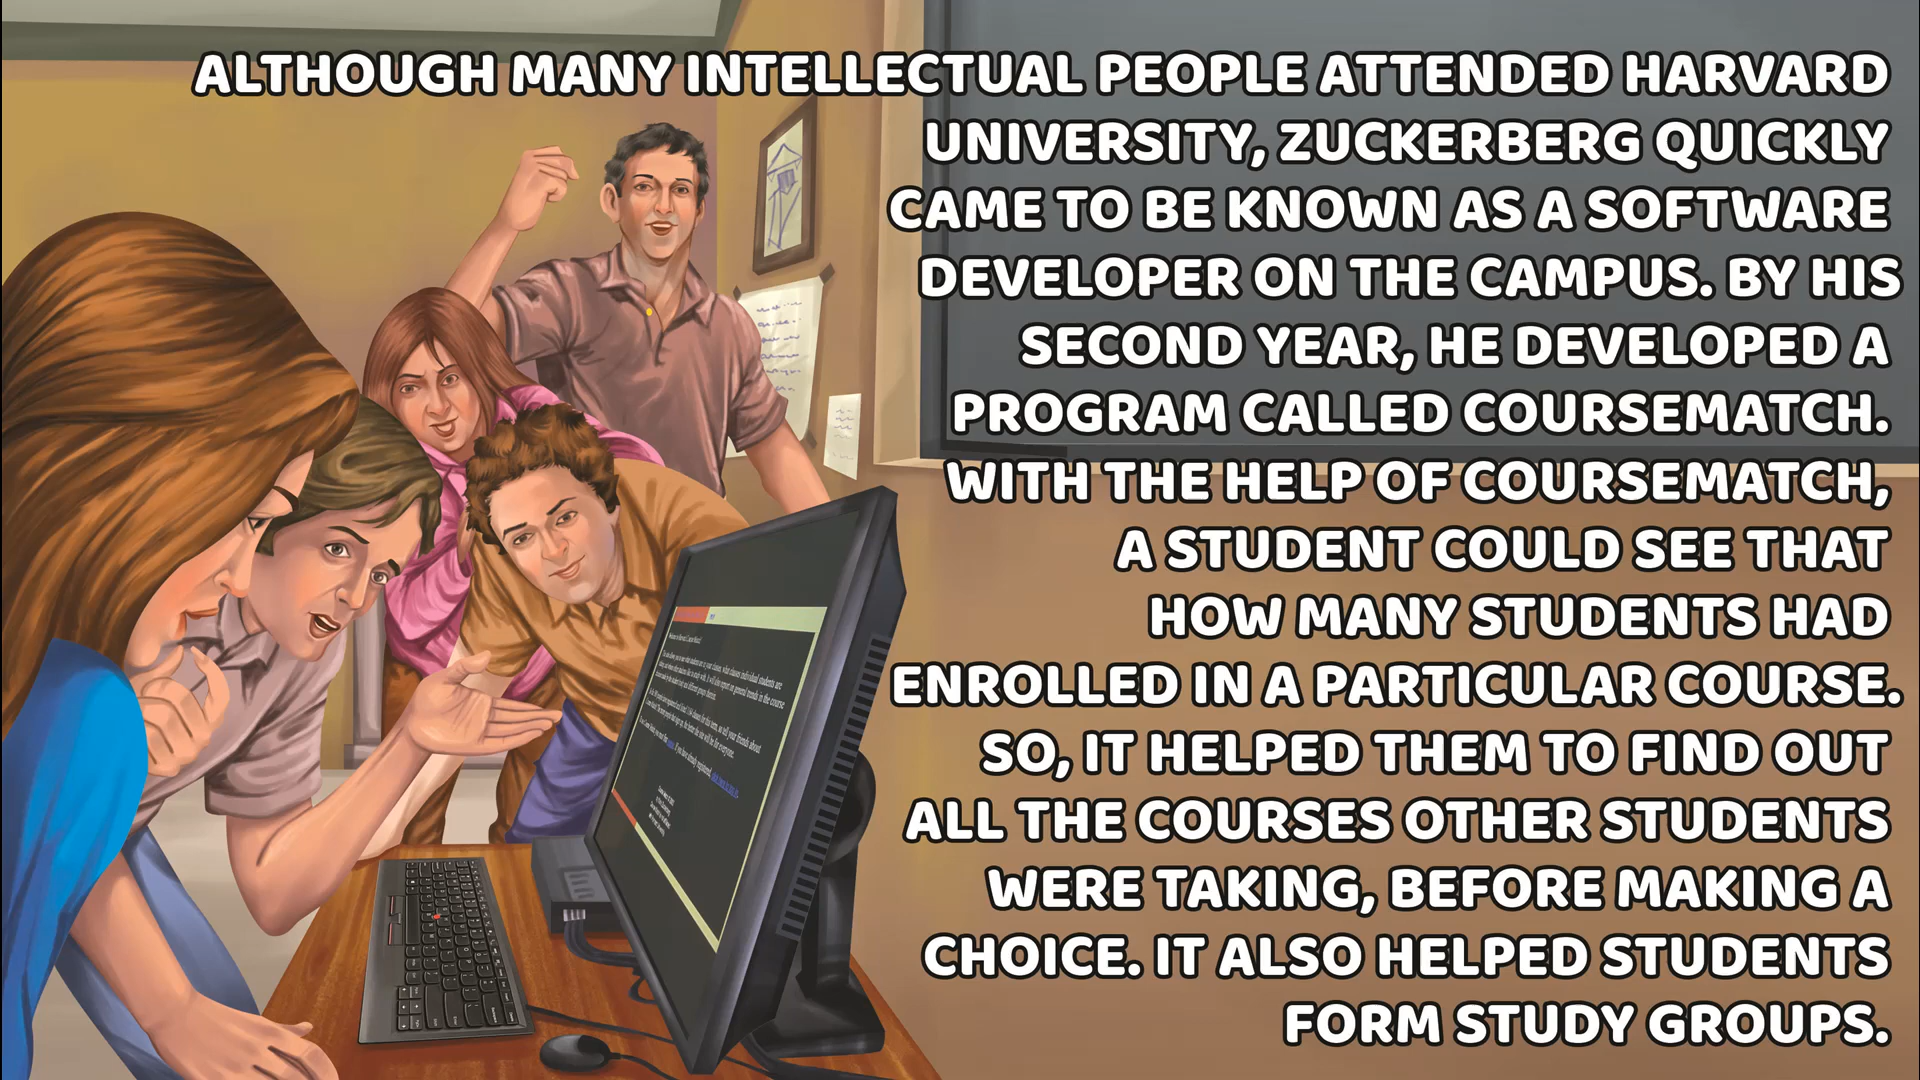 ALTHOUGH MANY INTELLECTUAL PEOPLE ATTENDED HARVARD
UNIVERSITY, ZUCKERBERG QUICKLY
CAME TO BE KNOWN AS A SOFTWARE
DEVELOPER ON THE CAMPUS. BY HIS
SECOND YEAR, HE DEVELOPED A
PROGRAM CALLED COURSEMATCH.
WITH THE HELP OF COURSEMATCH,
A STUDENT COULD SEE THAT
HOW MANY STUDENTS HAD
ENROLLED IN A PARTICULAR COURSE.
SO, IT HELPED THEM TO FIND OUT
ALL THE COURSES OTHER STUDENTS
WERE TAKING, BEFORE MAKING A
CHOICE. IT ALSO HELPED STUDENTS
FORM STUDY GROUPS.